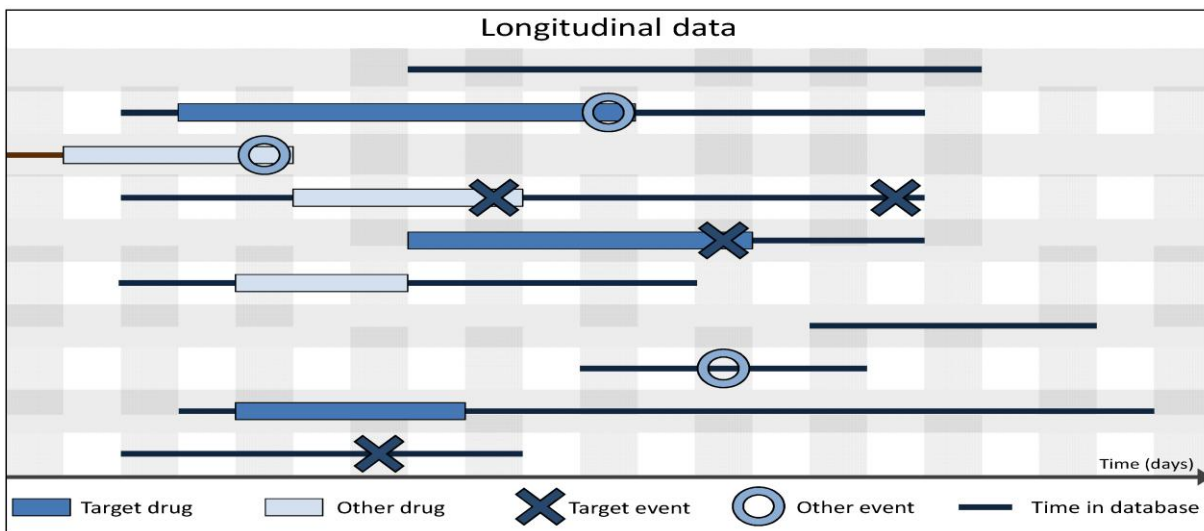 Longitudinal data
Time (days)
Target drug Other drug Target event Other event Time in database